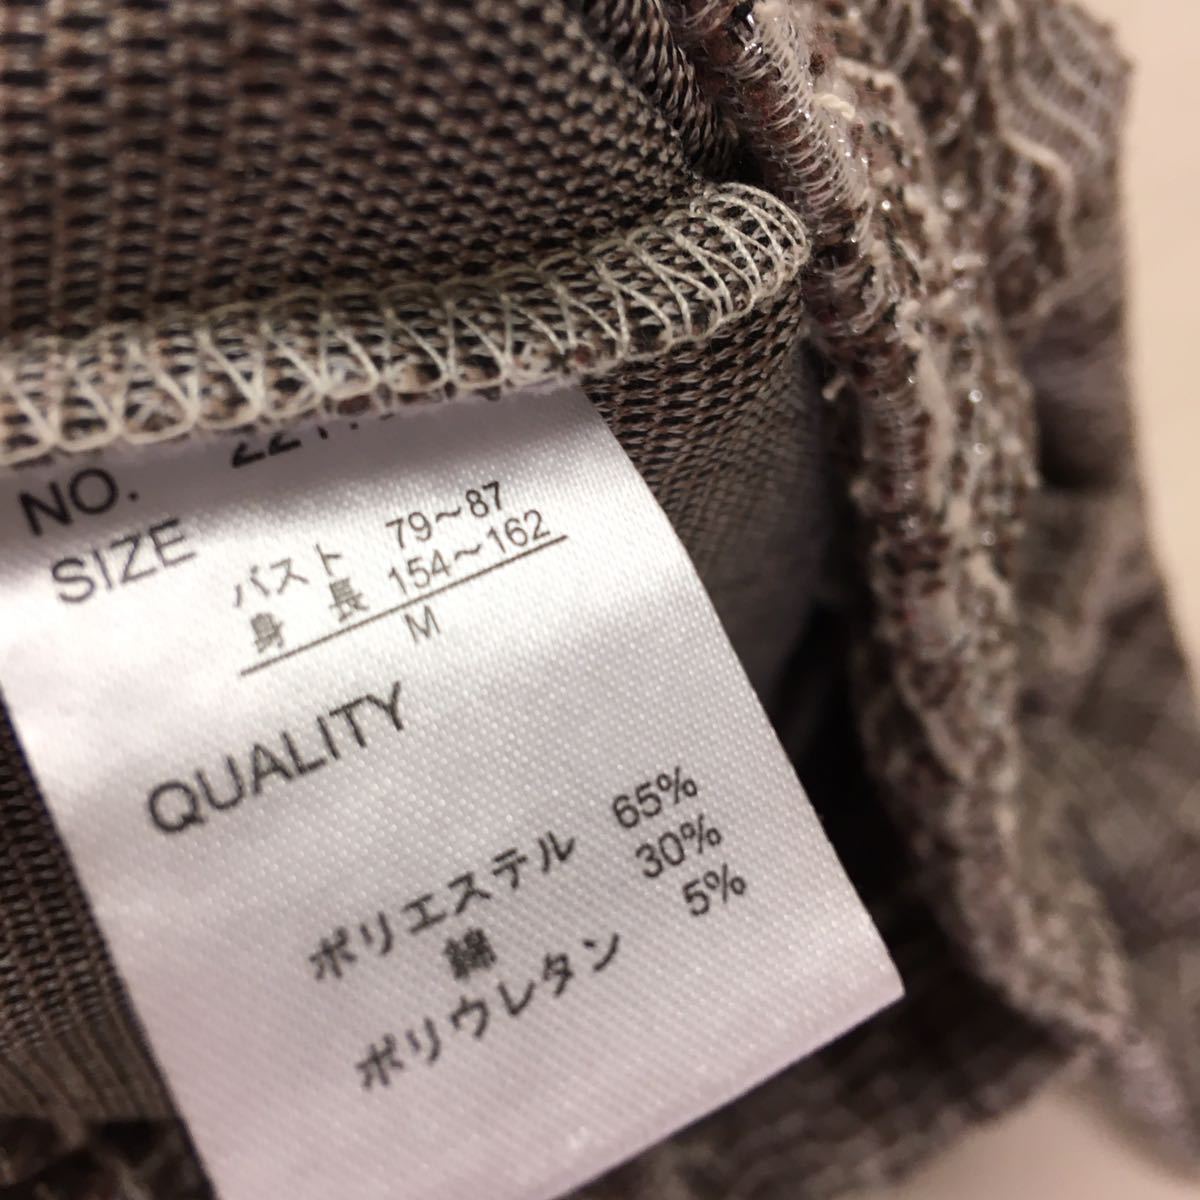 NO.
SIZE
バスト 79～87
身長 154～162
M
QUALITY
ポリエステル 65%
綿 30%
ポリウレタン 5%